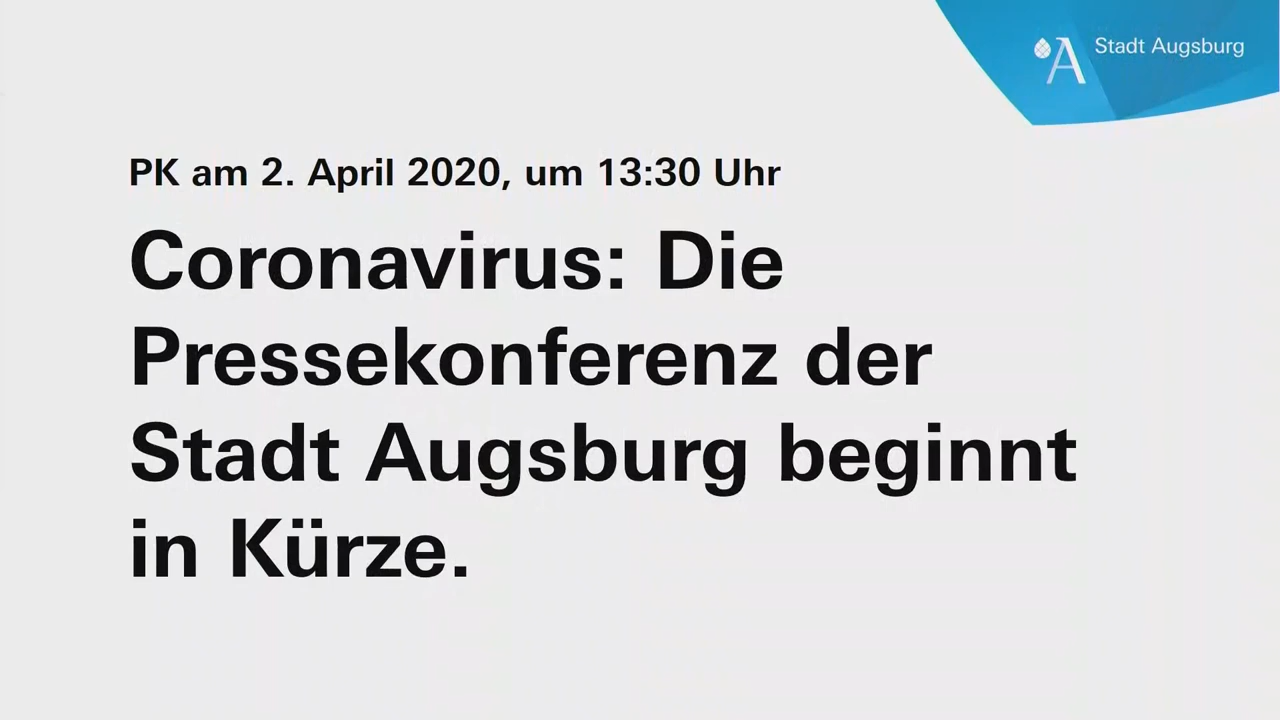 Stadt Augsburg
PK am 2. April 2020, um 13:30 Uhr
Coronavirus: Die
Pressekonferenz der
Stadt Augsburg beginnt
in Kürze.